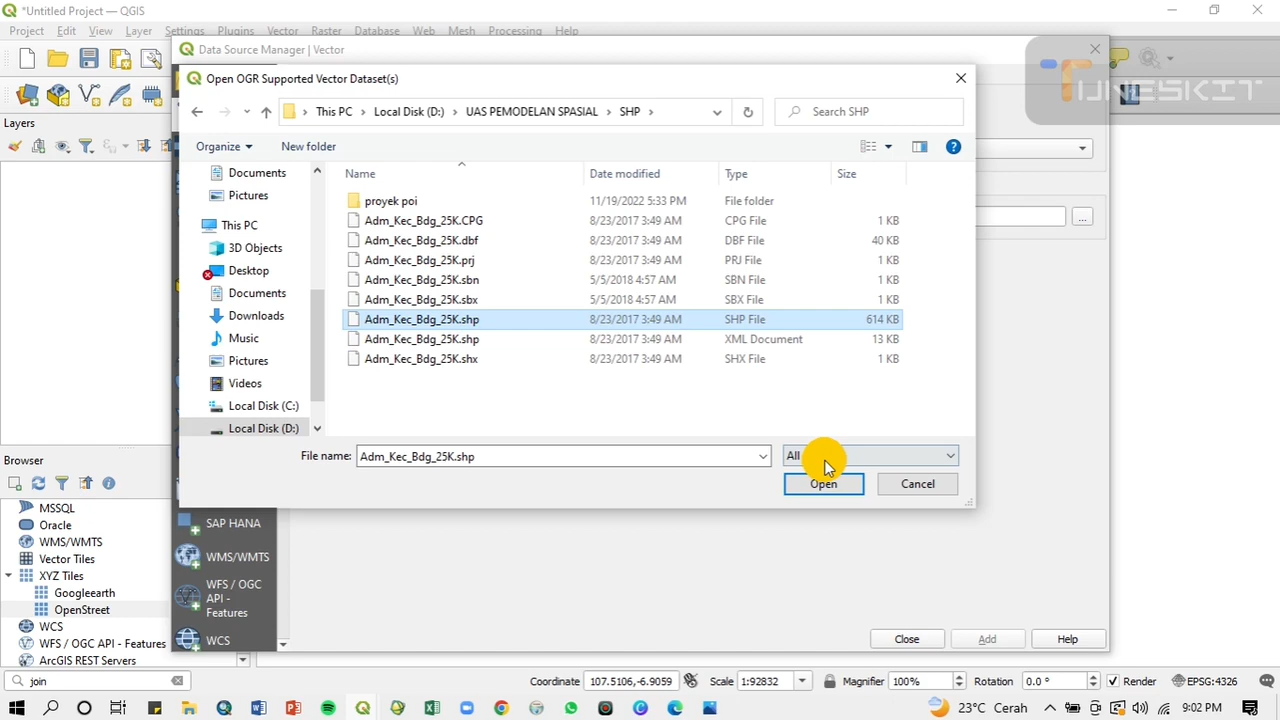 *Untitled Project — QGIS
Project Edit View Layer Settings Plugins Vector Raster Database Web Mesh Processing Help
Data Source Manager | Vector
TUNESKIT
Open OGR Supported Vector Dataset(s)
This PC > Local Disk (D:) > UAS PEMODELAN SPASIAL > SHP >
Search SHP
Organize New folder
Layers
Name Date modified Type Size
Documents
Pictures
This PC
3D Objects
Desktop
Documents
Downloads
Music
Pictures
Videos
Local Disk (C:)
Local Disk (D:)
proyek poi 11/19/2022 5:33 PM File folder
Adm_Kec_Bdg_25K.CPG 8/23/2017 3:49 AM CPG File 1 KB
Adm_Kec_Bdg_25K.dbf 8/23/2017 3:49 AM DBF File 40 KB
Adm_Kec_Bdg_25K.prj 8/23/2017 3:49 AM PRJ File 1 KB
Adm_Kec_Bdg_25K.sbn 5/5/2018 4:57 AM SBN File 1 KB
Adm_Kec_Bdg_25K.sbx 5/5/2018 4:57 AM SBX File 1 KB
Adm_Kec_Bdg_25K.shp 8/23/2017 3:49 AM SHP File 614 KB
Adm_Kec_Bdg_25K.shp 8/23/2017 3:49 AM XML Document 13 KB
Adm_Kec_Bdg_25K.shx 8/23/2017 3:49 AM SHX File 1 KB
...
File name: Adm_Kec_Bdg_25K.shp All
Open Cancel
Browser
MSSQL
Oracle
WMS/WMTS
Vector Tiles
XYZ Tiles
Googleearth
OpenStreet
WCS
WFS / OGC API - Features
ArcGIS REST Servers
SAP HANA
WMS/WMTS
WFS / OGC
API -
Features
WCS
Close Add Help
join
Coordinate 107.5106,-6.9059 Scale 1:92832 Magnifier 100% Rotation 0.0 ° Render EPSG:4326
23°C Cerah 9:02 PM